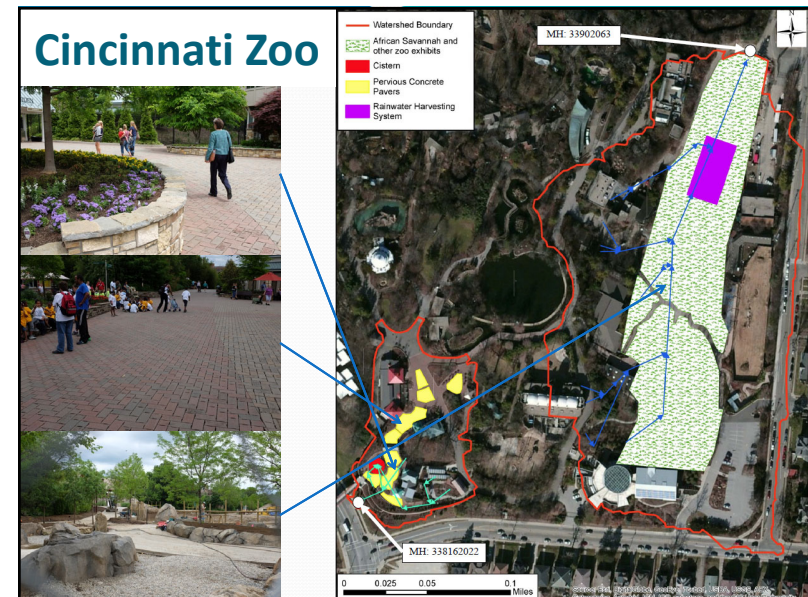 Cincinnati Zoo
Watershed Boundary
African Savannah and
other zoo exhibits
Cistern
Pervious Concrete
Pavers
Rainwater Harvesting
System
MH: 33902063
MH: 338162022
0 0.025 0.05 0.1
Miles